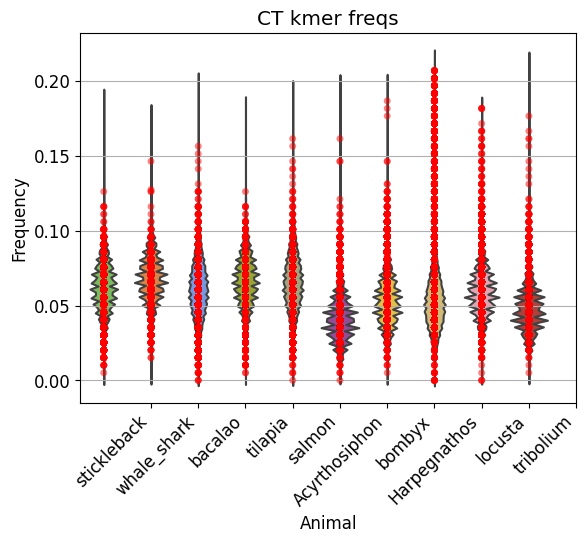 CT kmer freqs
Frequency
0.20
0.15
0.10
0.05
0.00
stickleback
whale_shark
bacalao
tilapia
salmon
Acyrthosiphon
bombyx
Harpegnathos
locusta
tribolium
Animal